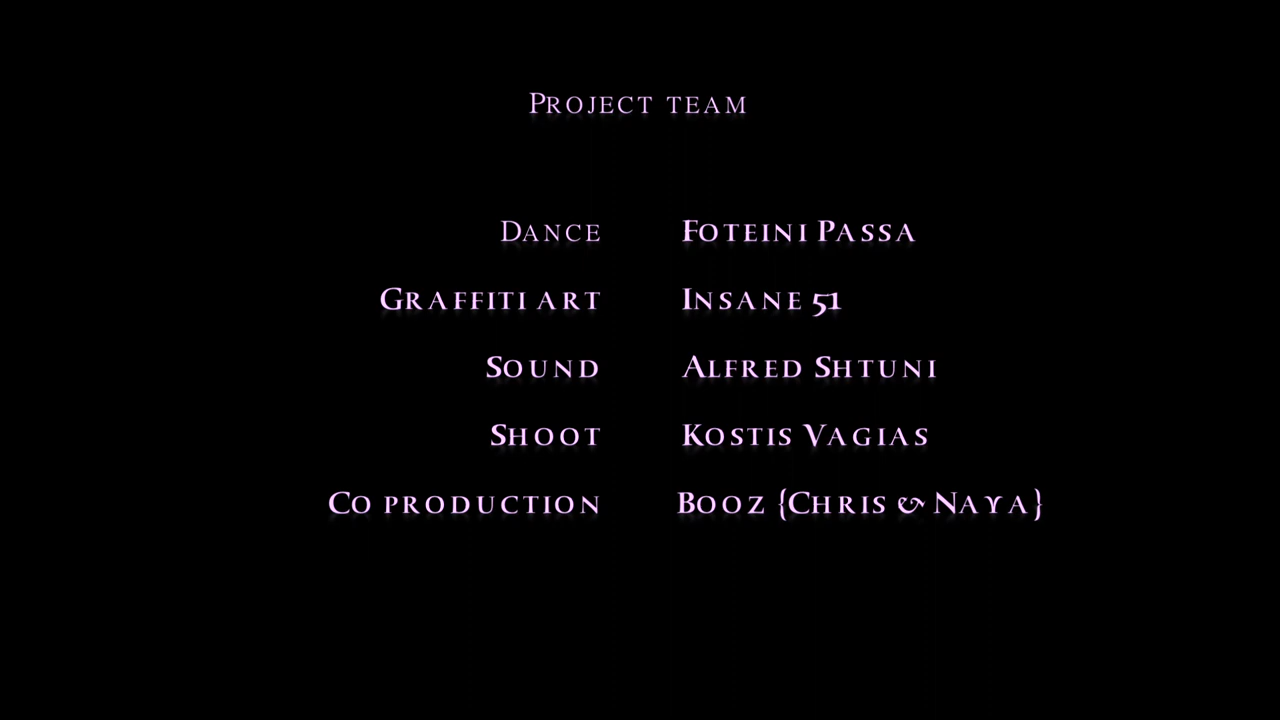 Project team
Dance Foteini Passa
Graffiti art Insane 51
Sound Alfred Shtuni
Shoot Kostis Vagias
Co production Booz {Chris & Naya}